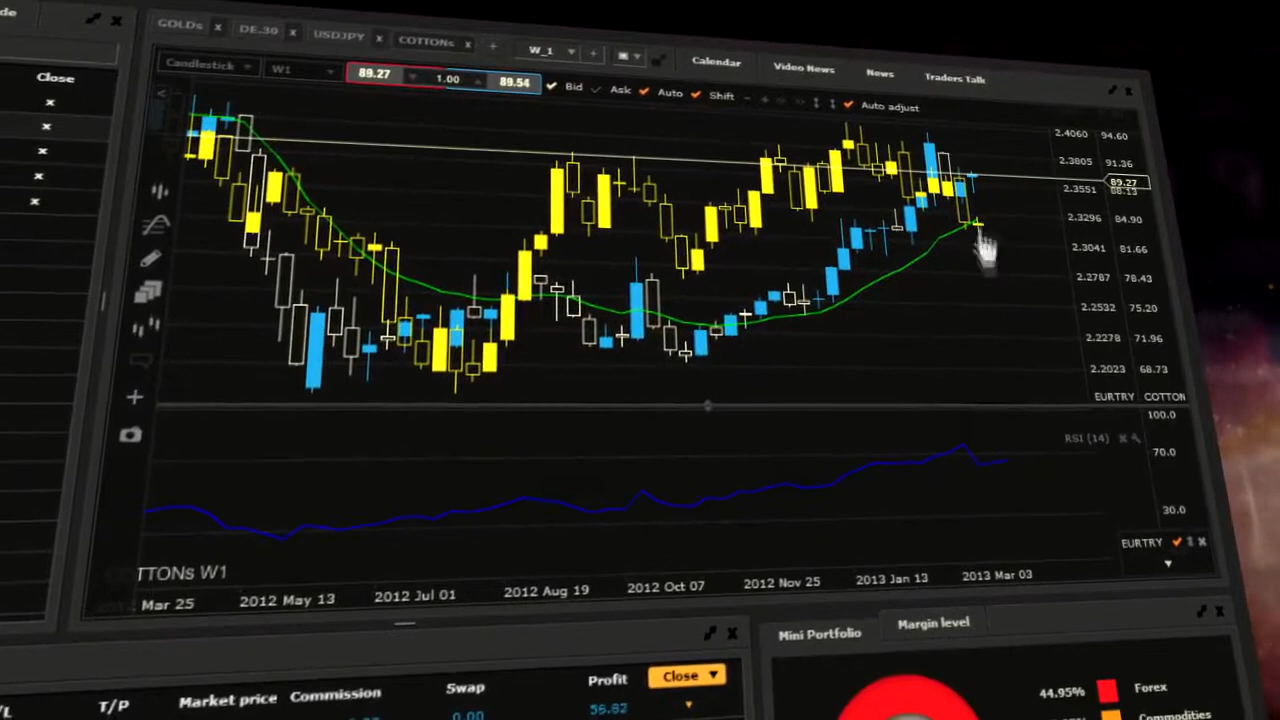 de
GOLDs x DE.30 x USDJPY x COTTONs x + W_1 +
Calendar Video News News Traders Talk
Close
Candlestick W1 89.27 1.00 89.54 Bid Ask Auto Shift Auto adjust
2.4060 94.60
2.3805 91.36
89.27
2.3551 88.13
2.3296 84.90
2.3041 81.66
2.2787 78.43
2.2532 75.20
2.2278 71.96
2.2023 68.73
EURTRY COTTON
100.0
RSI (14)
70.0
30.0
EURTRY
TTONs W1
Mar 25 2012 May 13 2012 Jul 01 2012 Aug 19 2012 Oct 07 2012 Nov 25 2013 Jan 13 2013 Mar 03
Mini Portfolio Margin level
/L T/P Market price Commission Swap Profit Close
0.00 56.82
44.95% Forex
Commodities